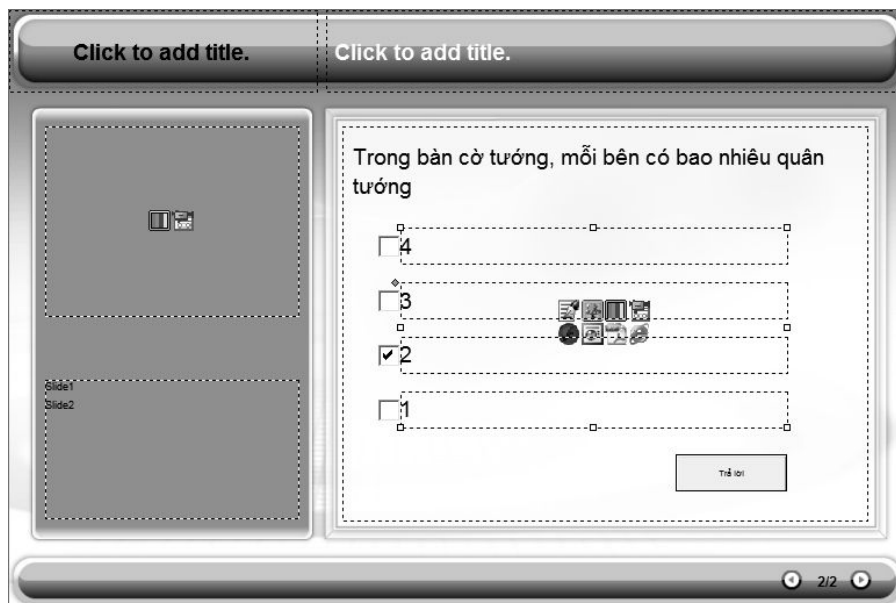 Click to add title.
Click to add title.
Slide1
Slide2
Trong bàn cờ tướng, mỗi bên có bao nhiêu quân
tướng
4
3
2
1
Trả lời
2/2